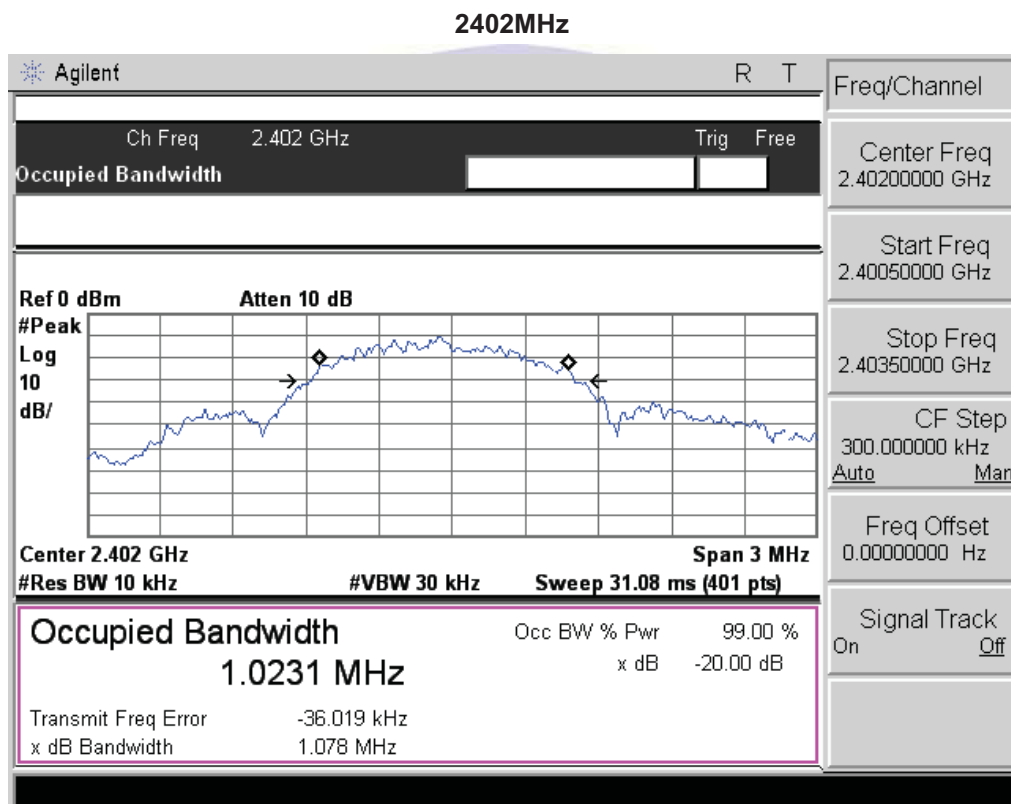 2402MHz
Agilent R T
Freq/Channel
Ch Freq 2.402 GHz Trig Free
Occupied Bandwidth
Center Freq
2.40200000 GHz
Start Freq
2.40050000 GHz
Stop Freq
2.40350000 GHz
CF Step
300.000000 kHz
Auto Man
Freq Offset
0.00000000 Hz
Signal Track
On Off
Ref 0 dBm Atten 10 dB
#Peak
Log
10
dB/
Center 2.402 GHz Span 3 MHz
#Res BW 10 kHz #VBW 30 kHz Sweep 31.08 ms (401 pts)
Occupied Bandwidth Occ BW % Pwr 99.00 %
1.0231 MHz x dB -20.00 dB
Transmit Freq Error -36.019 kHz
x dB Bandwidth 1.078 MHz